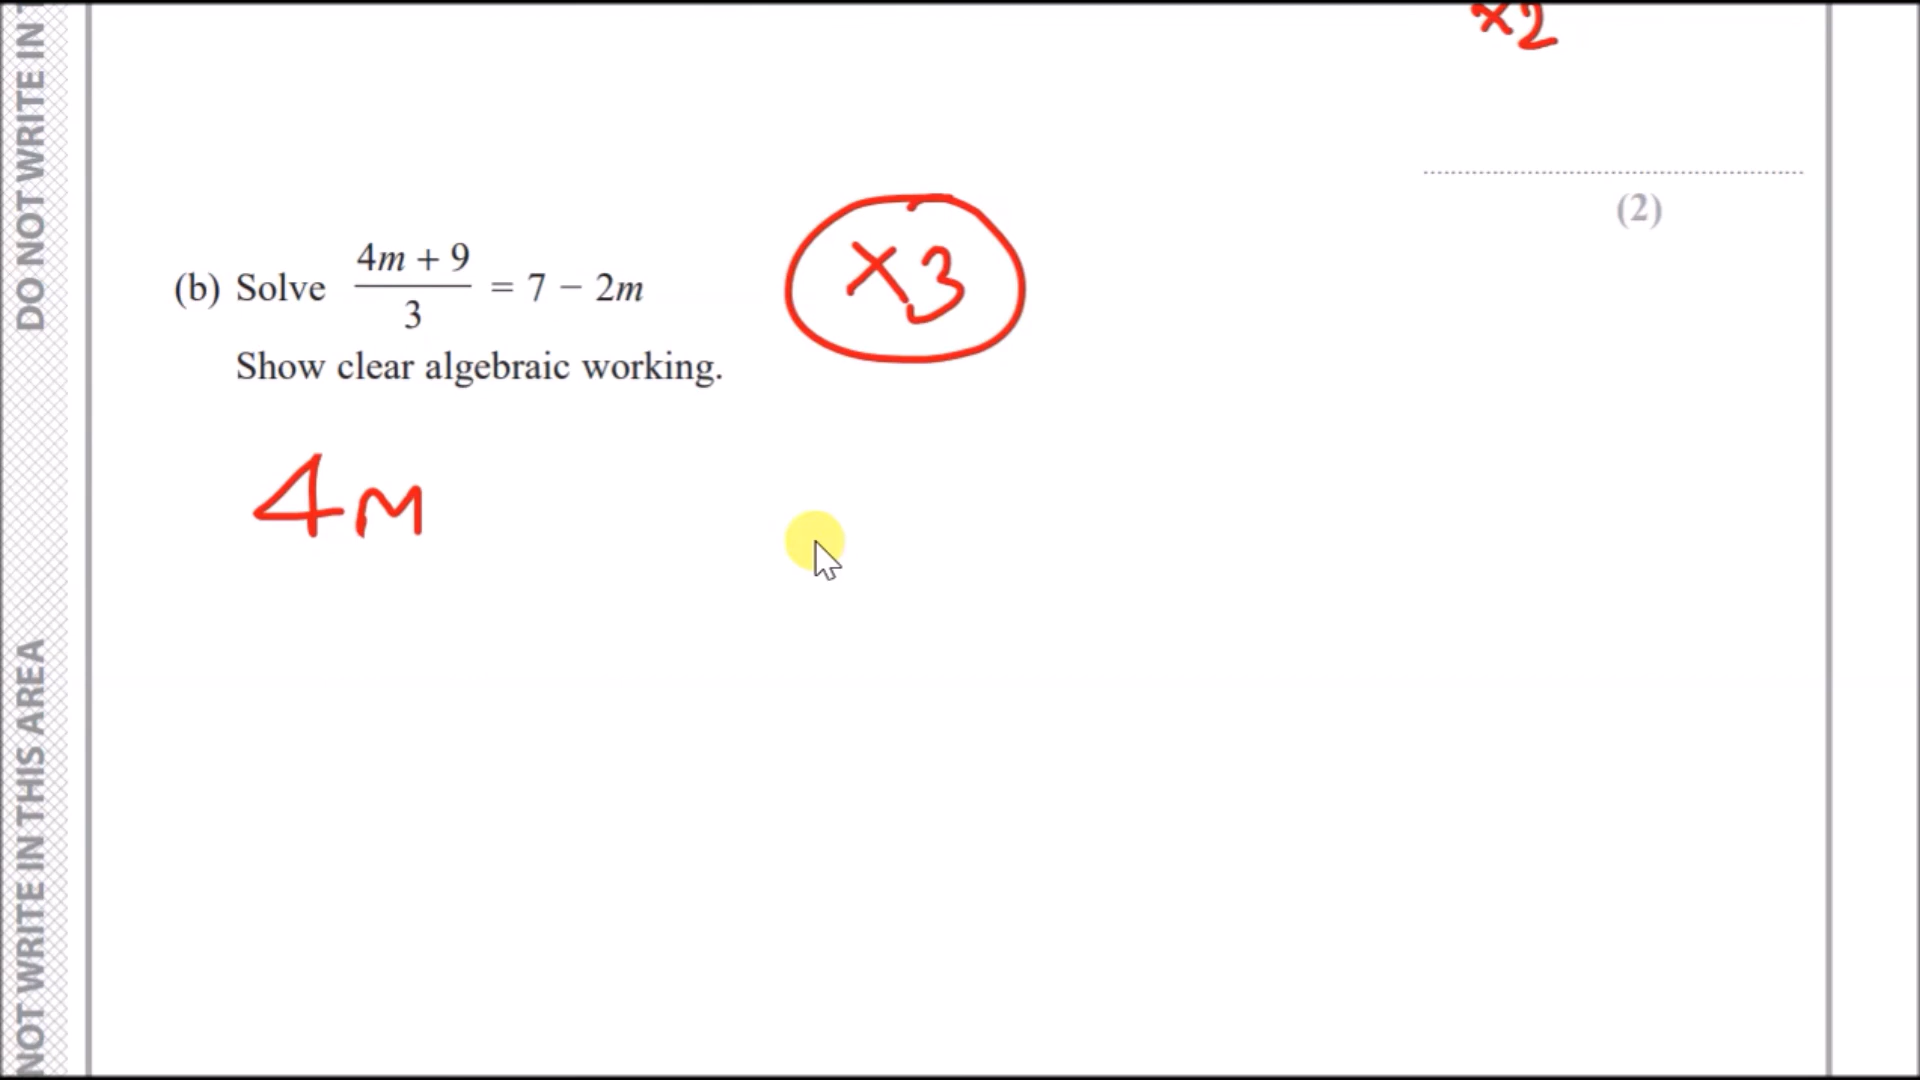 DO NOT WRITE IN
×2
(2)
(b) Solve (4m + 9)/3 = 7 − 2m
×3
Show clear algebraic working.
4m
NOT WRITE IN THIS AREA